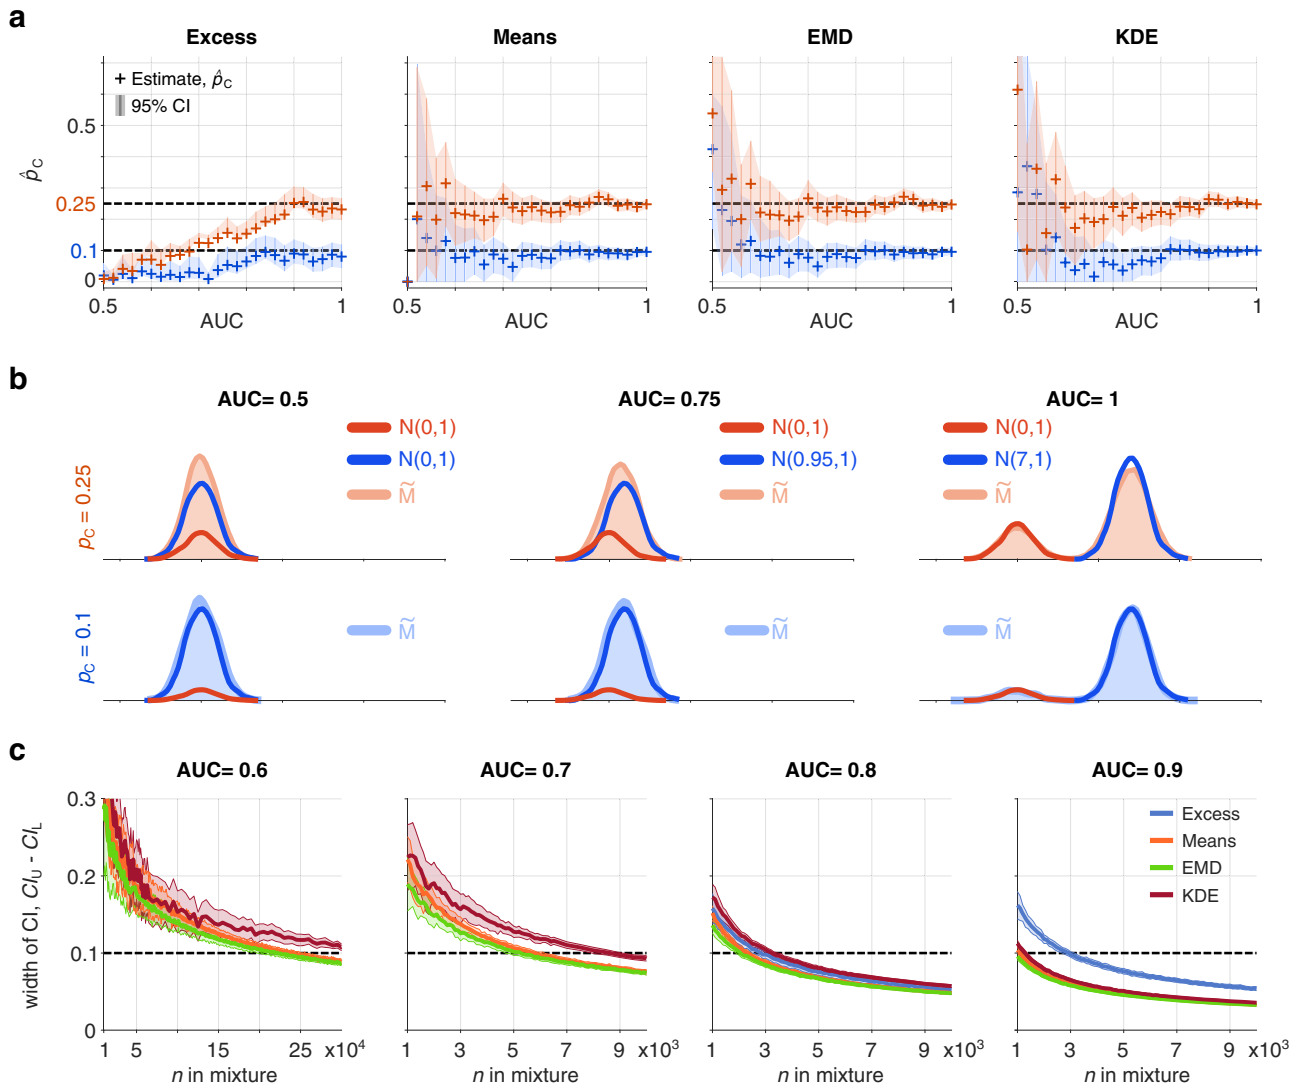 a
Excess
Means
EMD
KDE
Estimate, p̂C
95% CI
p̂C
0.5
0.25
0.1
0
0.5
1
0.5
1
0.5
1
0.5
1
AUC
AUC
AUC
AUC
b
AUC= 0.5
AUC= 0.75
AUC= 1
pC = 0.25
N(0,1)
N(0,1)
M̃
N(0,1)
N(0.95,1)
M̃
N(0,1)
N(7,1)
M̃
pC = 0.1
M̃
M̃
M̃
c
AUC= 0.6
AUC= 0.7
AUC= 0.8
AUC= 0.9
width of CI, CIU - CIL
0.3
0.2
0.1
0
Excess
Means
EMD
KDE
1 5 15 25 x10⁴
1 3 5 7 9 x10³
1 3 5 7 9 x10³
1 3 5 7 9 x10³
n in mixture
n in mixture
n in mixture
n in mixture